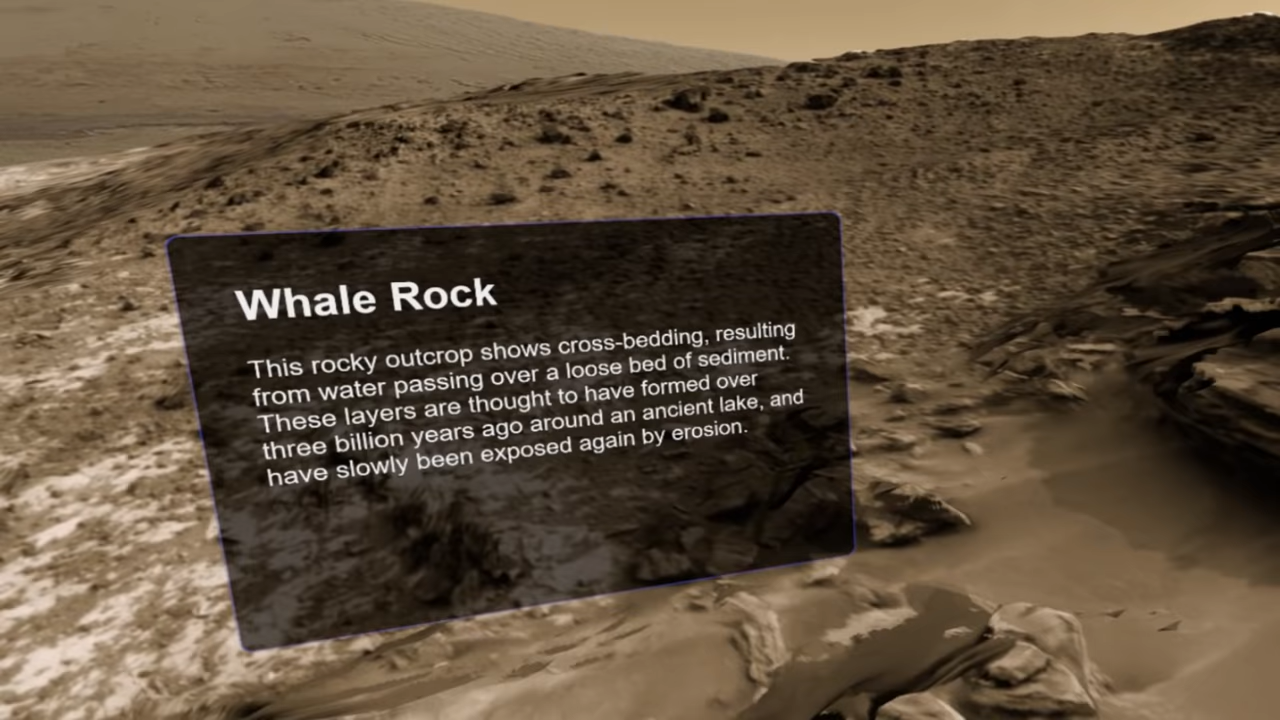 Whale Rock
This rocky outcrop shows cross-bedding, resulting
from water passing over a loose bed of sediment.
These layers are thought to have formed over
three billion years ago around an ancient lake, and
have slowly been exposed again by erosion.